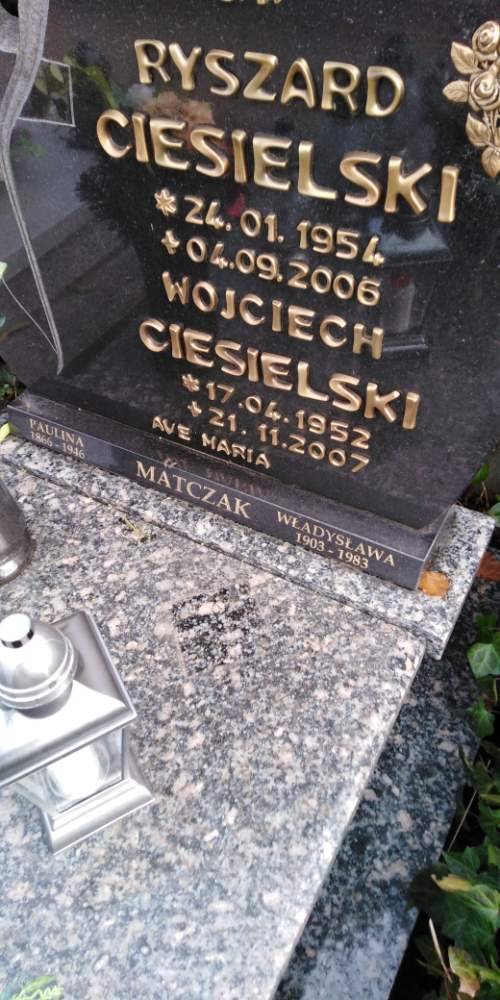 RYSZARD
CIESIELSKI
* 24.01.1954
+ 04.09.2006
WOJCIECH
CIESIELSKI
* 17.04.1952
+ 21.11.2007
AVE MARIA
PAULINA
1866-1946
MATCZAK
WŁADYSŁAWA
1903-1983